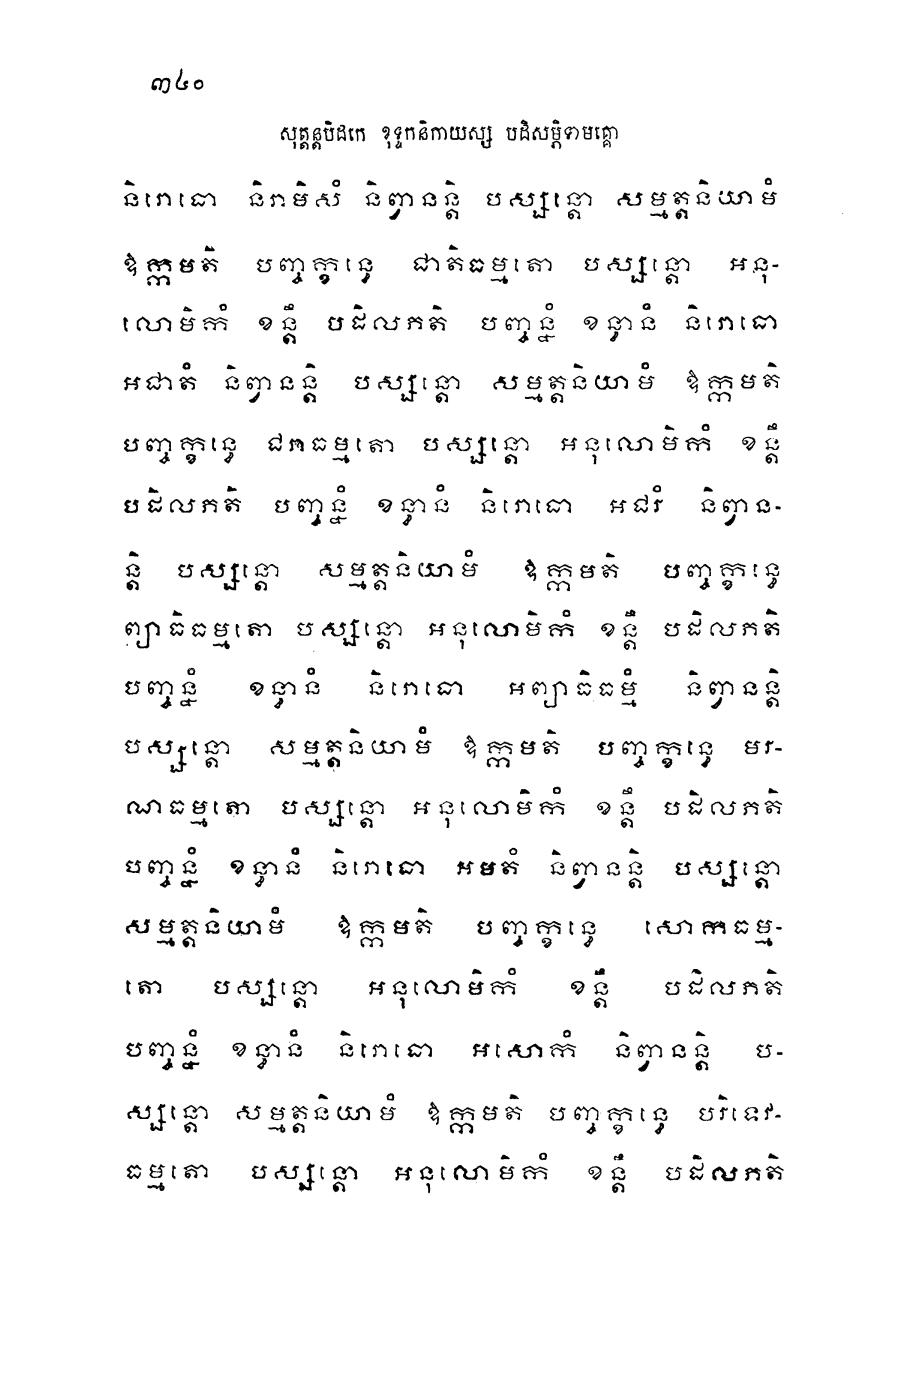 ៣៤០
សុត្តន្តបិដកេ ខុទ្ទកនិកាយស្ស បដិសម្ភិទាមគ្គោ
និរោធោ និរាមិសំ និព្វានន្តិ បស្សន្តោ សម្មត្តនិយាមំ
ឱក្កមតិ បញ្ចក្ខន្ធេ ជាតិធម្មតោ បស្សន្តោ អនុ-
លោមិកំ ខន្តឹ បដិលភតិ បញ្ចន្នំ ខន្ធានំ និរោធោ
អជាតំ និព្វានន្តិ បស្សន្តោ សម្មត្តនិយាមំ ឱក្កមតិ
បញ្ចក្ខន្ធេ ជរាធម្មតោ បស្សន្តោ អនុលោមិកំ ខន្តឹ
បដិលភតិ បញ្ចន្នំ ខន្ធានំ និរោធោ អជរំ និព្វាន-
ន្តិ បស្សន្តោ សម្មត្តនិយាមំ ឱក្កមតិ បញ្ចក្ខន្ធេ
ព្យាធិធម្មតោ បស្សន្តោ អនុលោមិកំ ខន្តឹ បដិលភតិ
បញ្ចន្នំ ខន្ធានំ និរោធោ អព្យាធិធម្មំ និព្វានន្តិ
បស្សន្តោ សម្មត្តនិយាមំ ឱក្កមតិ បញ្ចក្ខន្ធេ មរ-
ណធម្មតោ បស្សន្តោ អនុលោមិកំ ខន្តឹ បដិលភតិ
បញ្ចន្នំ ខន្ធានំ និរោធោ អមតំ និព្វានន្តិ បស្សន្តោ
សម្មត្តនិយាមំ ឱក្កមតិ បញ្ចក្ខន្ធេ សោកធម្ម-
តោ បស្សន្តោ អនុលោមិកំ ខន្តឹ បដិលភតិ
បញ្ចន្នំ ខន្ធានំ និរោធោ អសោកំ និព្វានន្តិ ប-
ស្សន្តោ សម្មត្តនិយាមំ ឱក្កមតិ បញ្ចក្ខន្ធេ បរិទេវ-
ធម្មតោ បស្សន្តោ អនុលោមិកំ ខន្តឹ បដិលភតិ